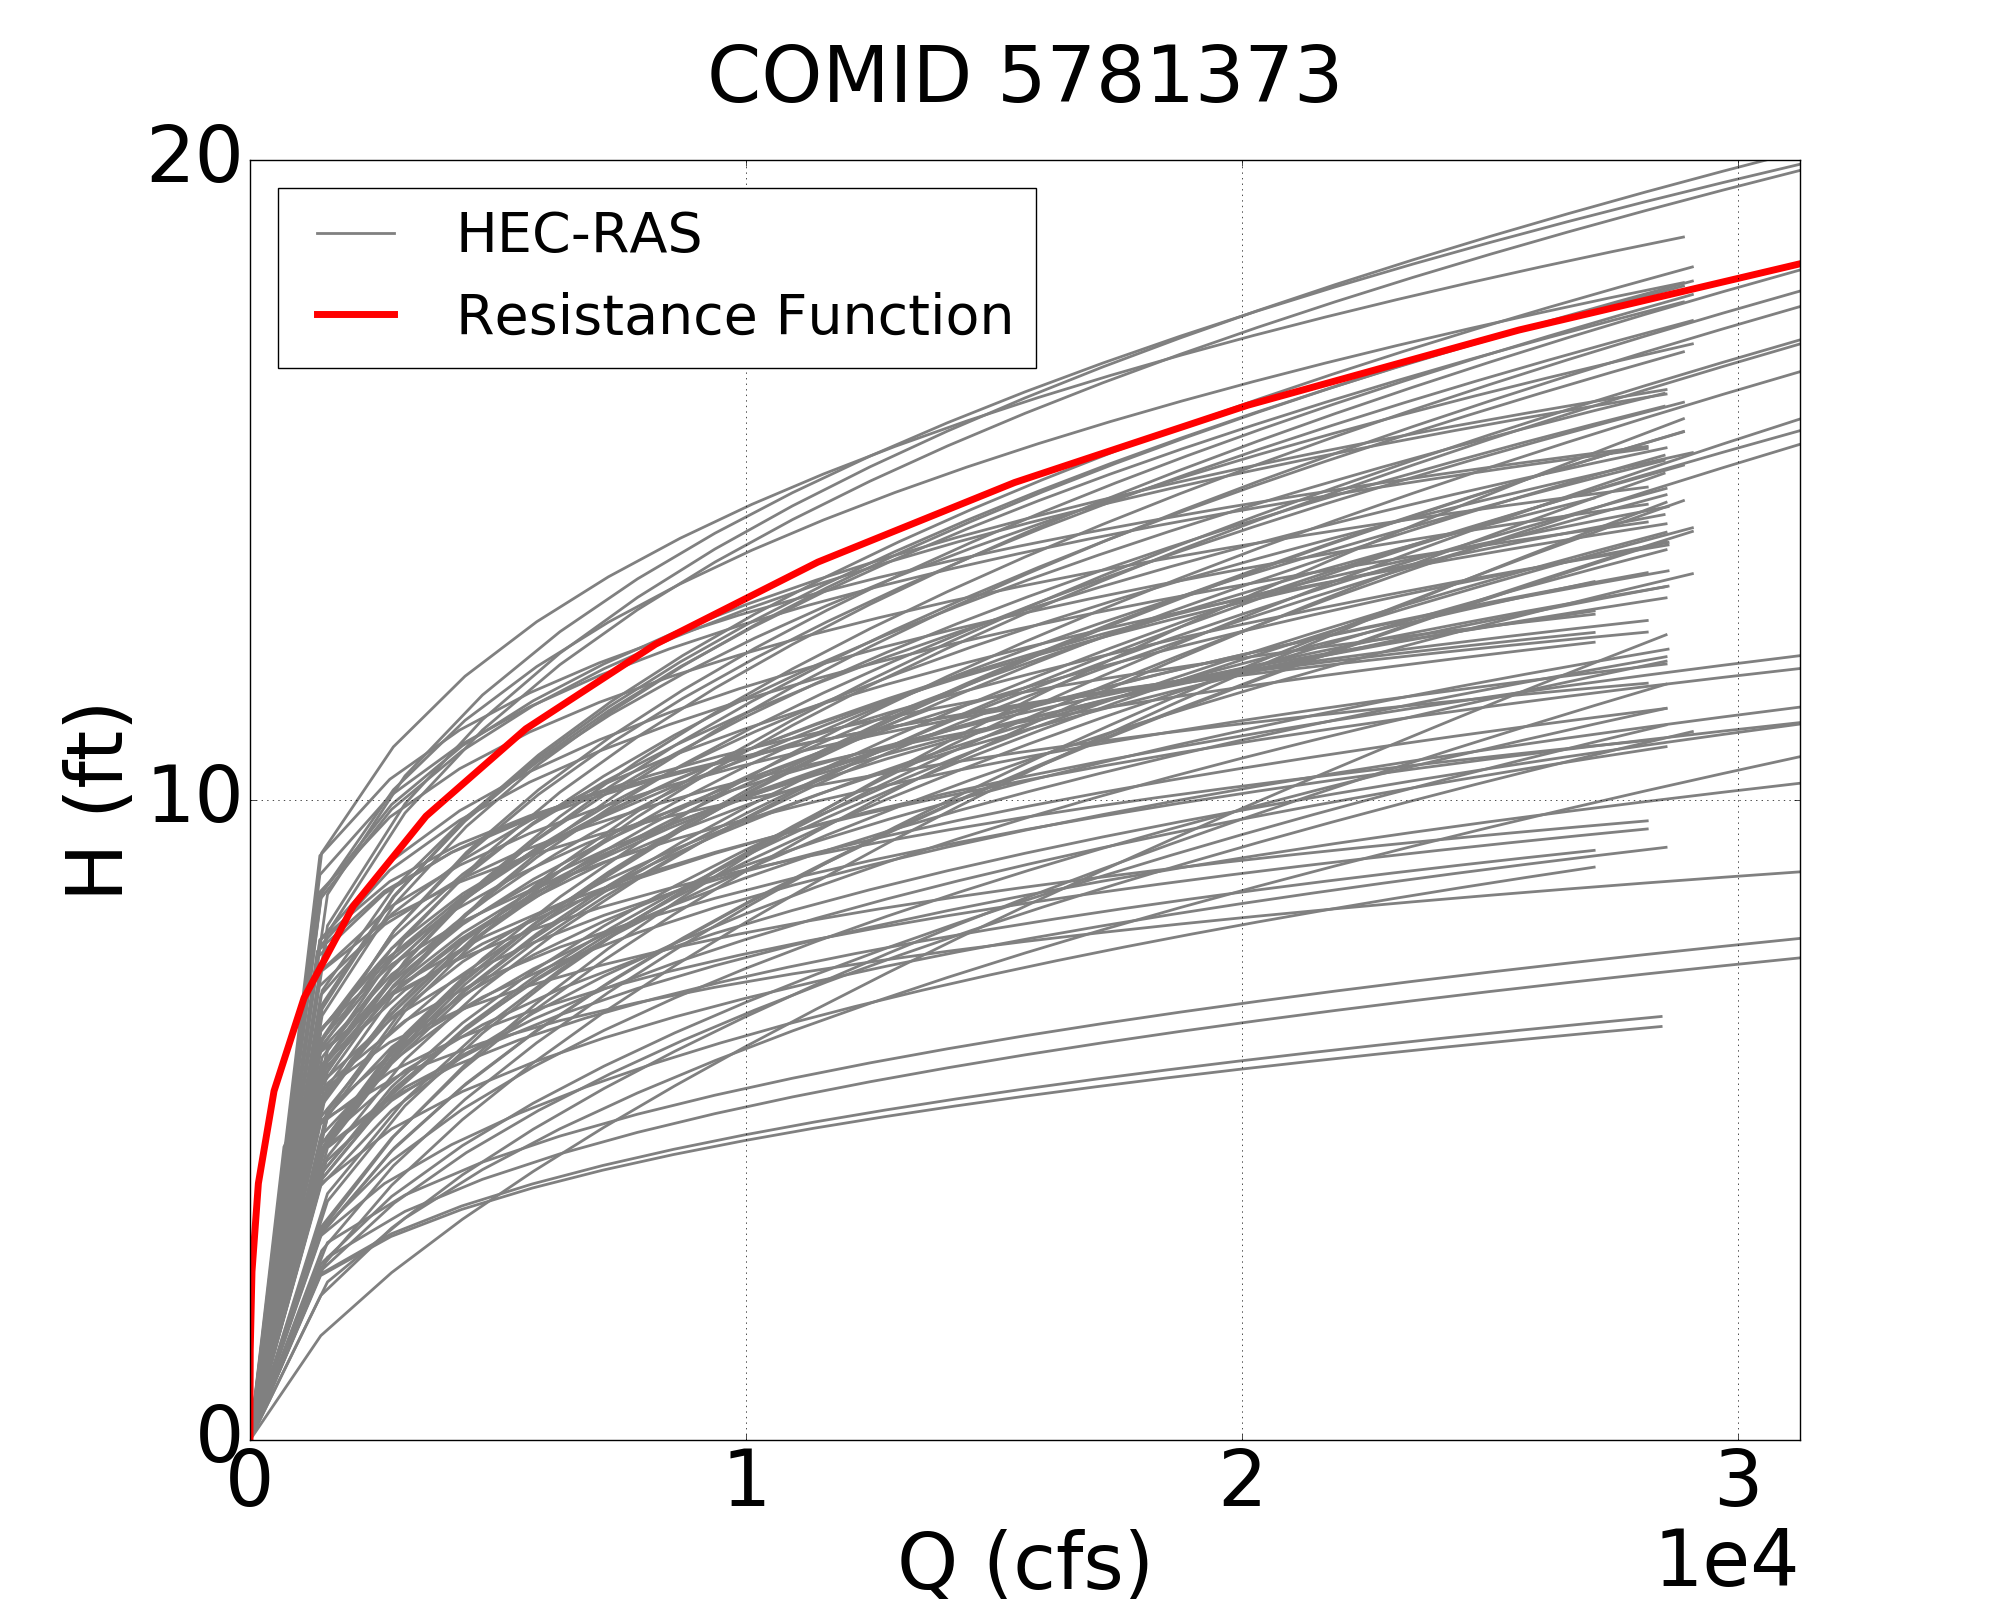 COMID 5781373
20
HEC-RAS
Resistance Function
H (ft)
10
0
0 1 2 3
Q (cfs) 1e4